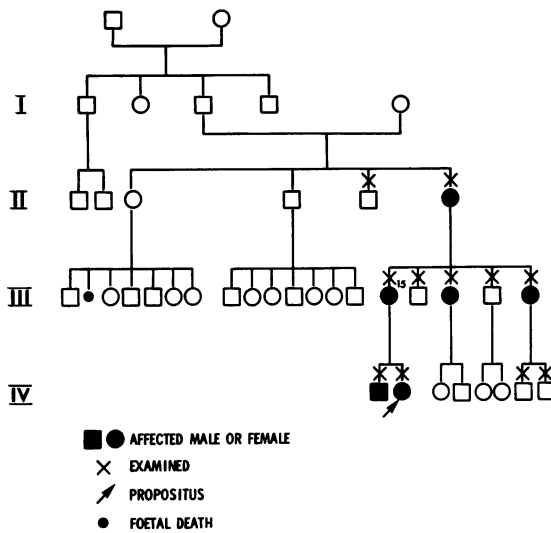 I
II
III
15
IV
AFFECTED MALE OR FEMALE
EXAMINED
PROPOSITUS
FOETAL DEATH